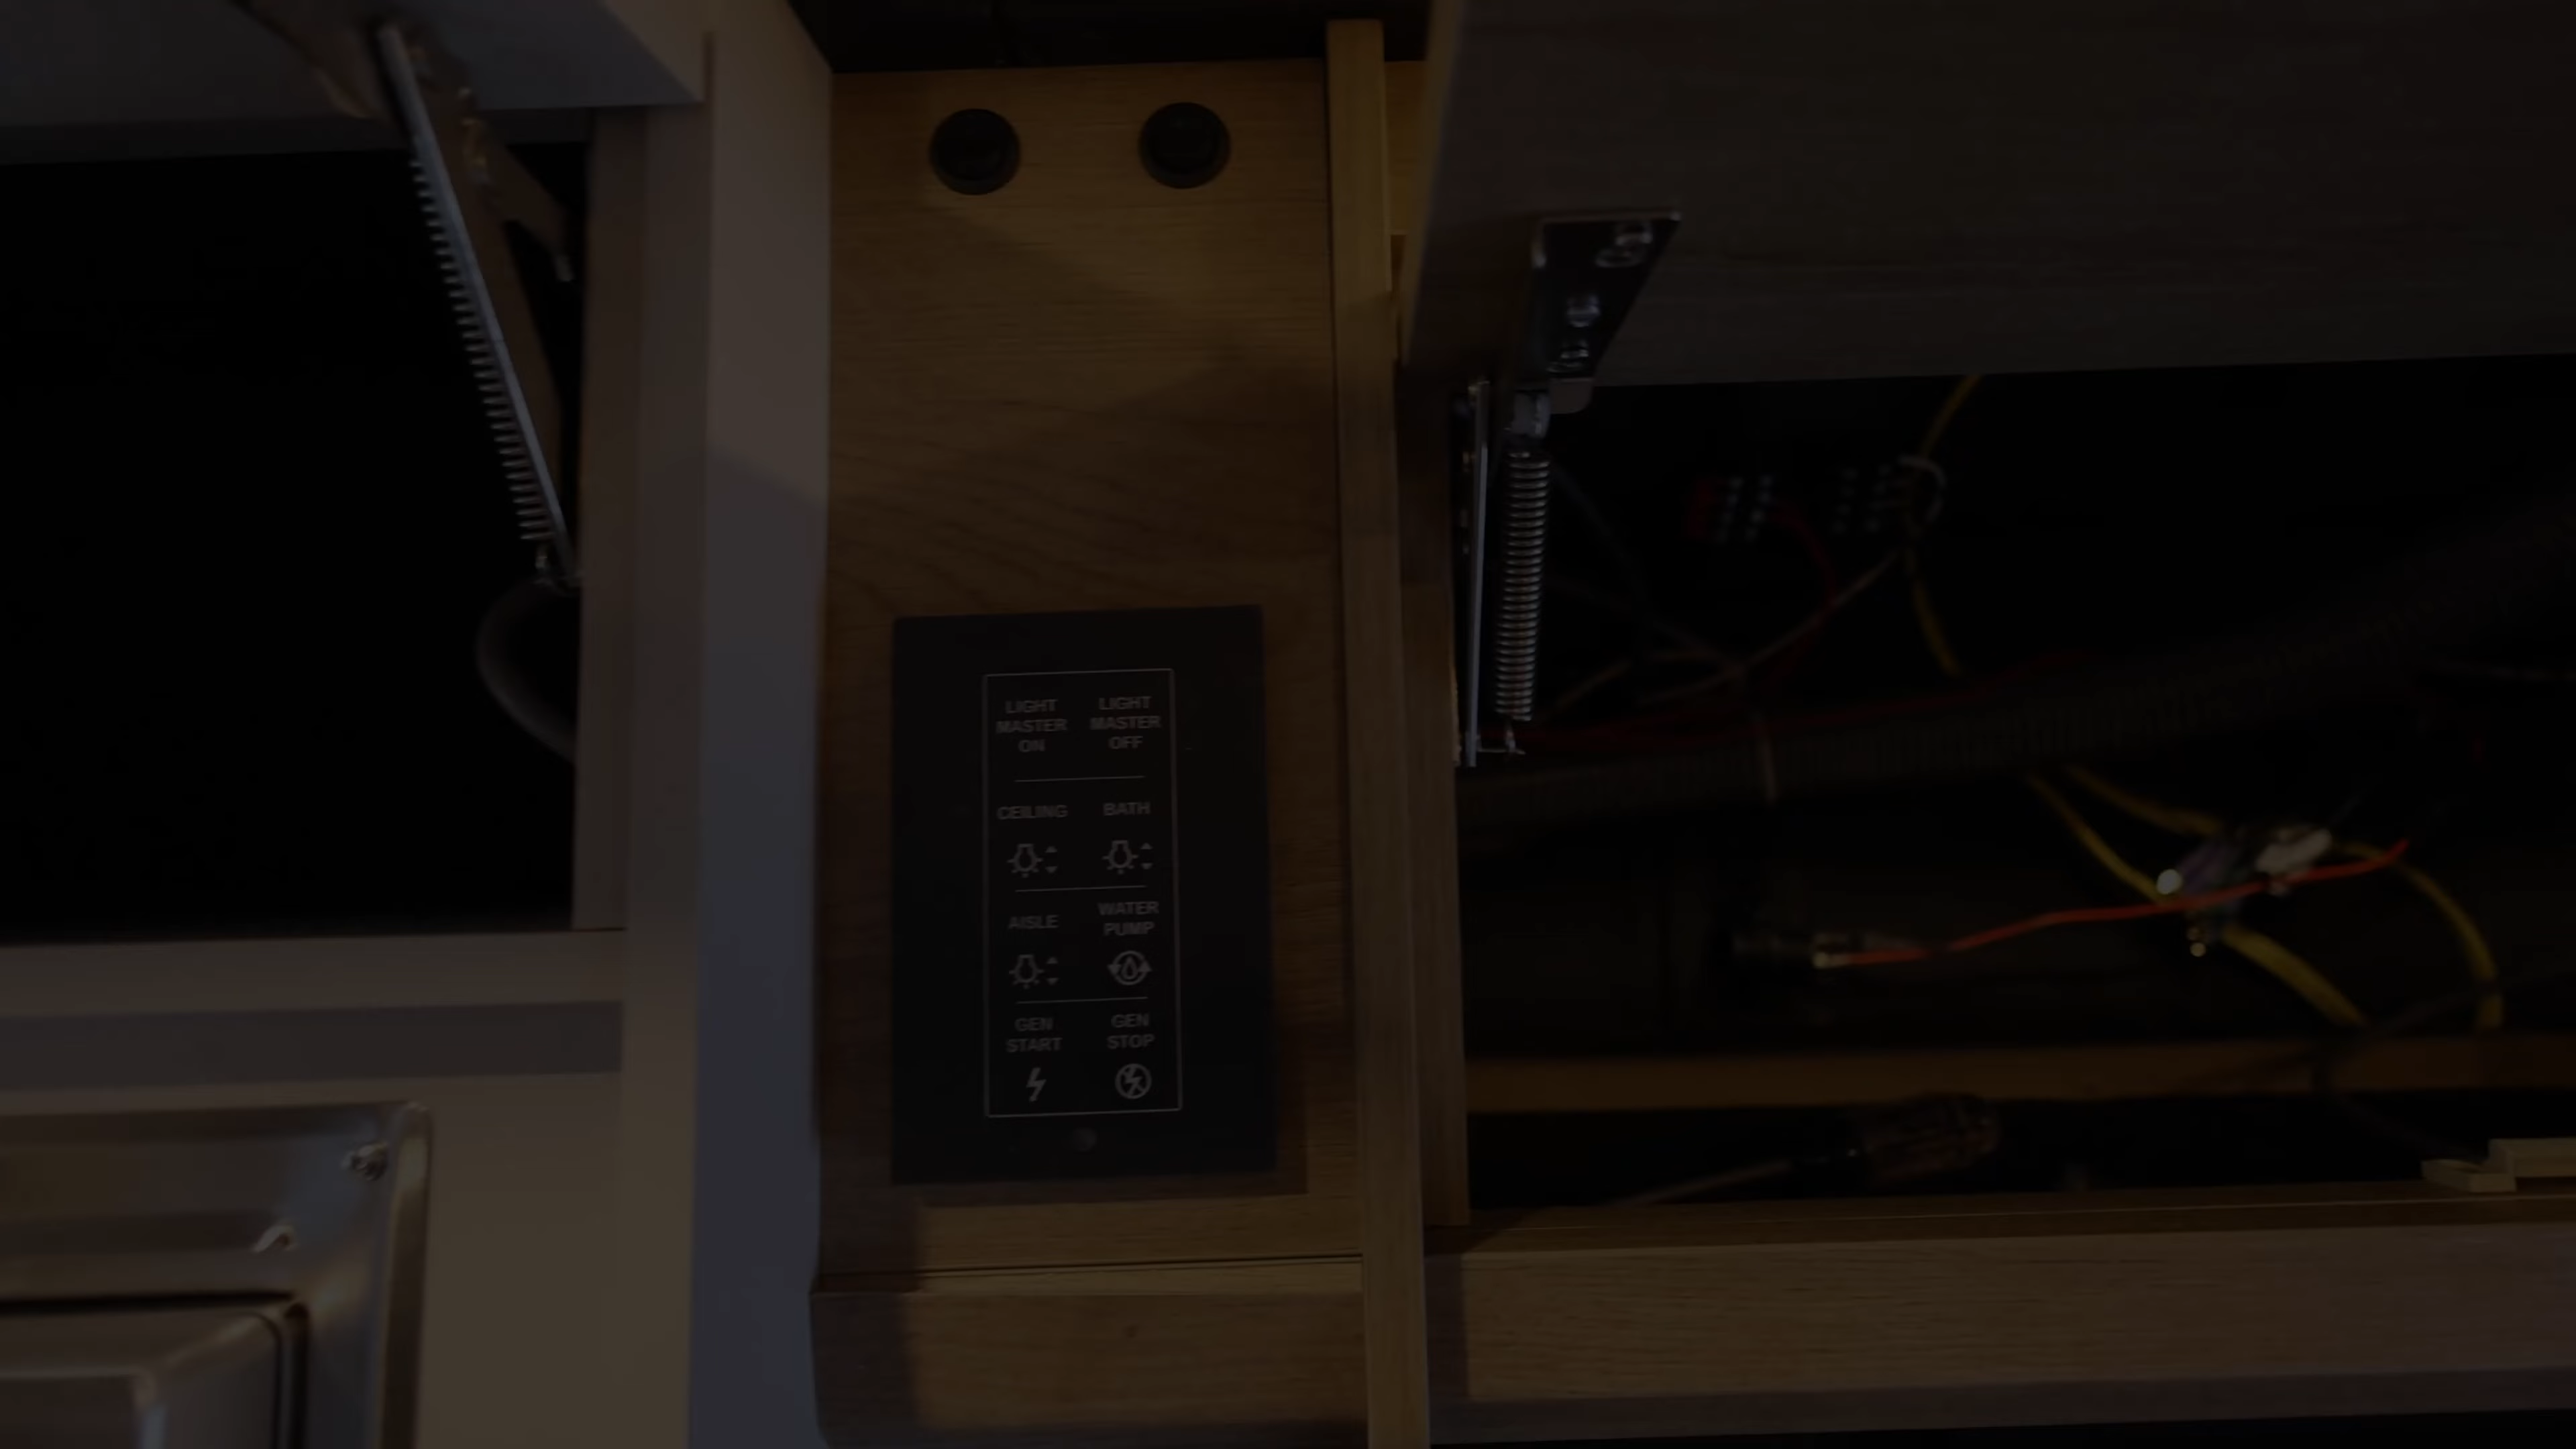 LIGHT MASTER ON
LIGHT MASTER OFF
CEILING
BATH
AISLE
WATER PUMP
GEN START
GEN STOP